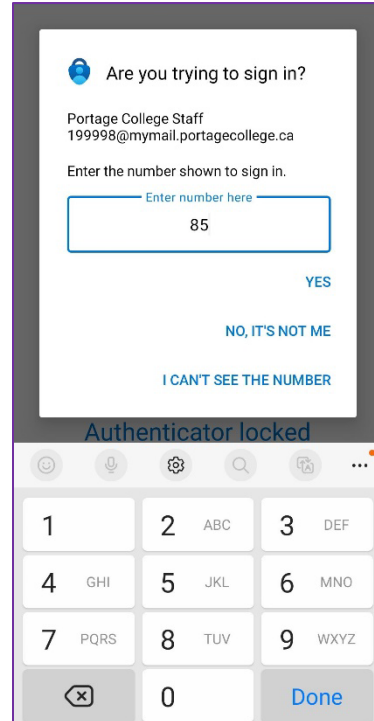 Are you trying to sign in?
Portage College Staff
199998@mymail.portagecollege.ca
Enter the number shown to sign in.
Enter number here
85
YES
NO, IT'S NOT ME
I CAN'T SEE THE NUMBER
Authenticator locked
1 2 ABC 3 DEF
4 GHI 5 JKL 6 MNO
7 PQRS 8 TUV 9 WXYZ
0 Done